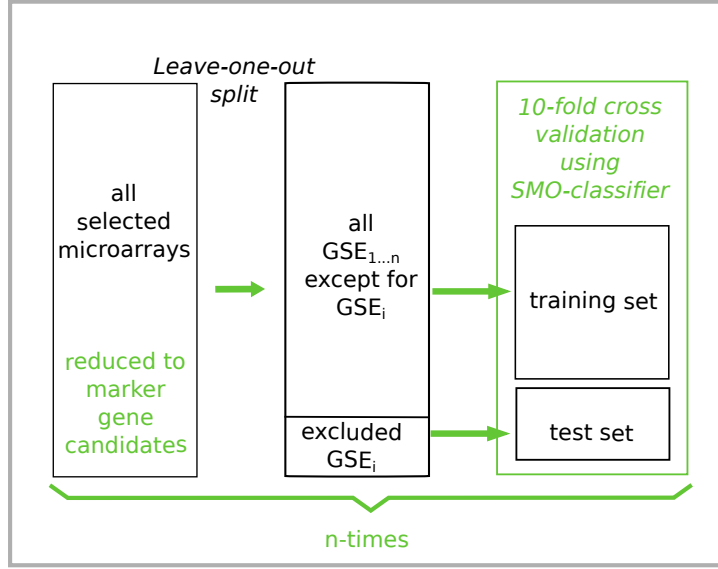 Leave-one-out
split
all
selected
microarrays
reduced to
marker
gene
candidates
all
GSE1...n
except for
GSEi
excluded
GSEi
10-fold cross
validation
using
SMO-classifier
training set
test set
n-times